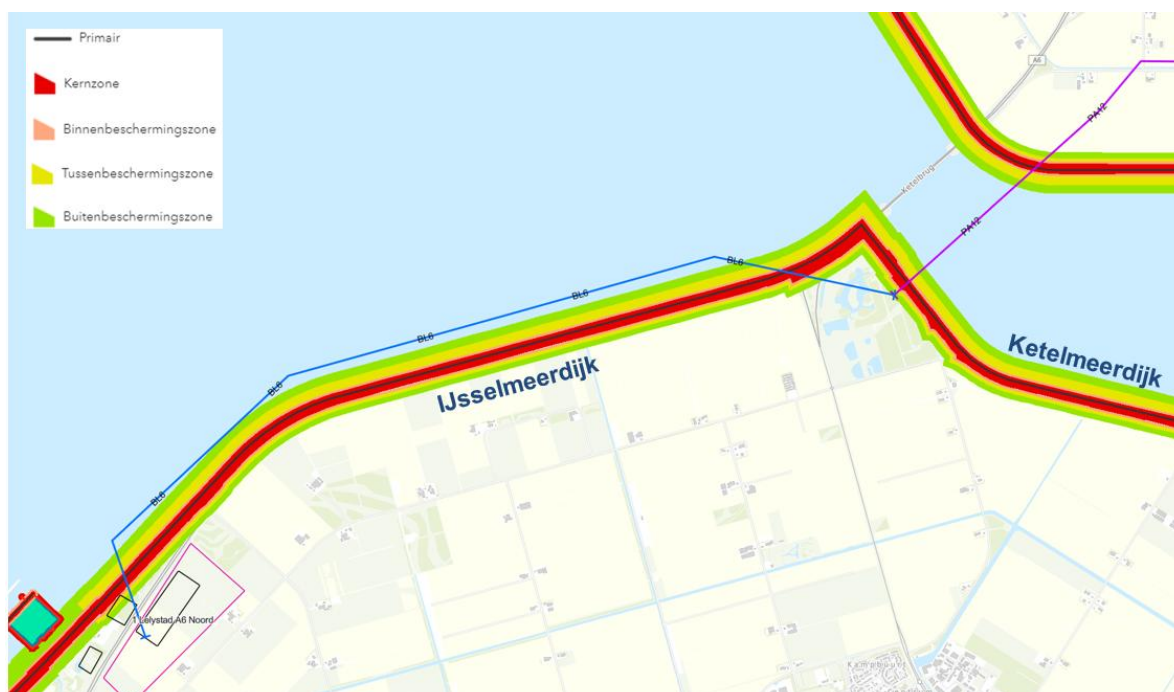 Primair
Kernzone
Binnenbeschermingszone
Tussenbeschermingszone
Buitenbeschermingszone
A6
PA12
Ketelbrug
PA12
BL6
BL6
BL6
BL6
BL6
IJsselmeerdijk
Ketelmeerdijk
1 Lelystad A6 Noord